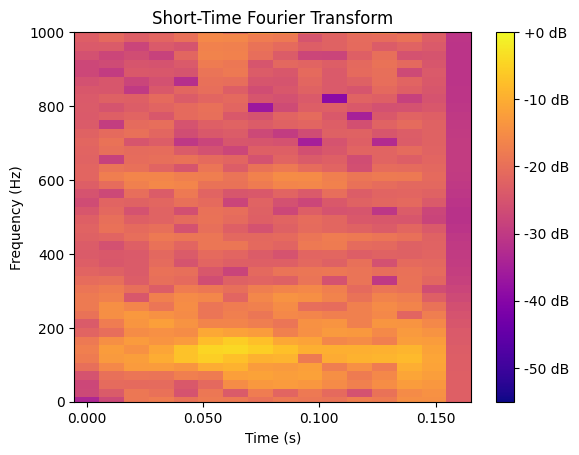 Short-Time Fourier Transform
1000
800
600
400
200
0
Frequency (Hz)
0.000
0.050
0.100
0.150
Time (s)
+0 dB
-10 dB
-20 dB
-30 dB
-40 dB
-50 dB